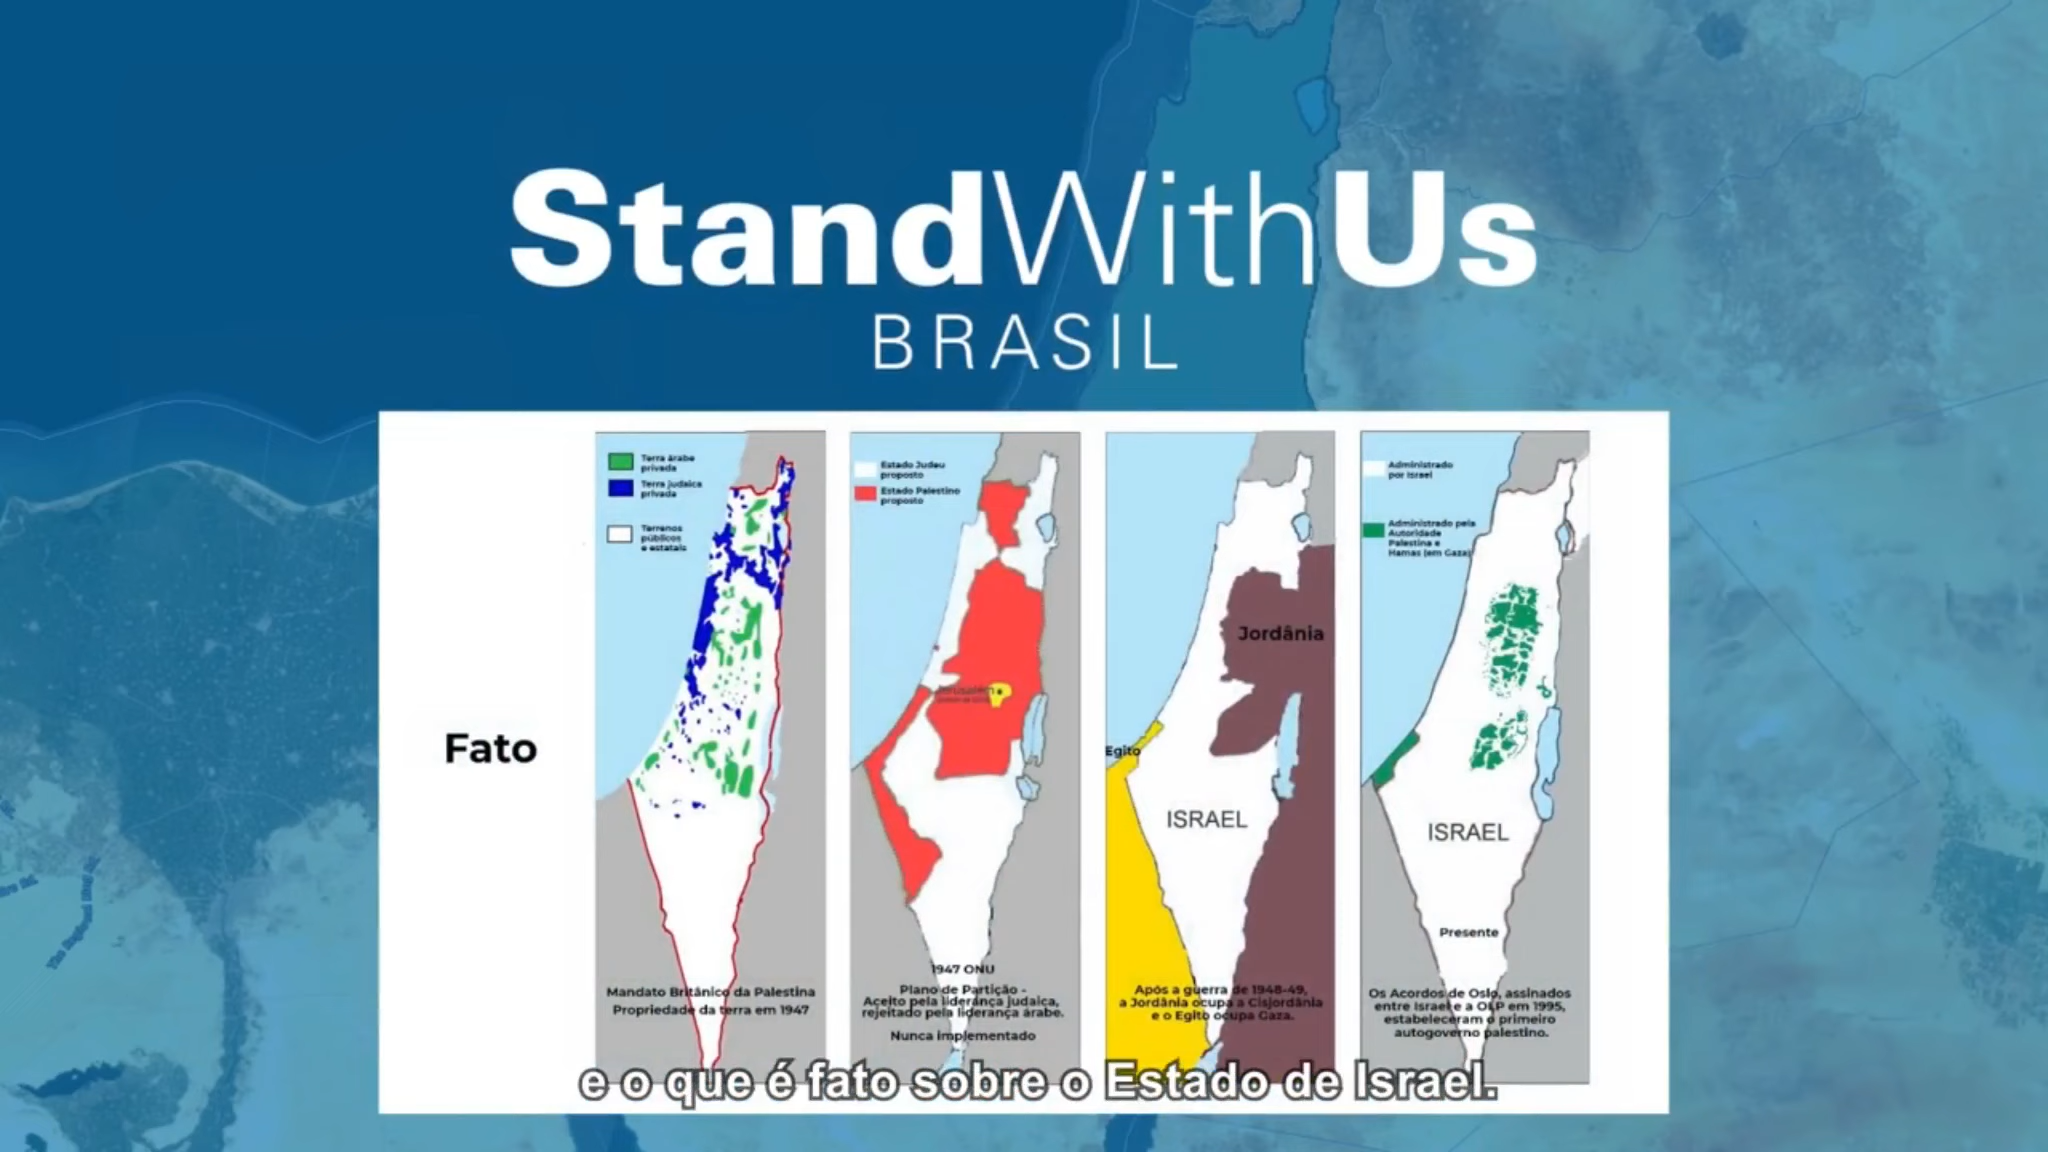 StandWithUs
BRASIL
Fato
Terra árabe
privada
Terra judaica
privada
Terrenos
públicos
e estatais
Mandato Britânico da Palestina
Propriedade da terra em 1947
Estado Judeu
proposto
Estado Palestino
proposto
Jerusalém
1947 ONU
Plano de Partição -
Aceito pela liderança judaica,
rejeitado pela liderança árabe.
Nunca implementado
Jordânia
Egito
ISRAEL
Após a guerra de 1948-49,
a Jordânia ocupa a Cisjordânia
e o Egito ocupa Gaza.
Administrado
por Israel
Administrado pela
Autoridade
Palestina e
Hamas (em Gaza)
ISRAEL
Presente
Os Acordos de Oslo, assinados
entre Israel e a OLP em 1995,
estabeleceram o primeiro
autogoverno palestino.
e o que é fato sobre o Estado de Israel.